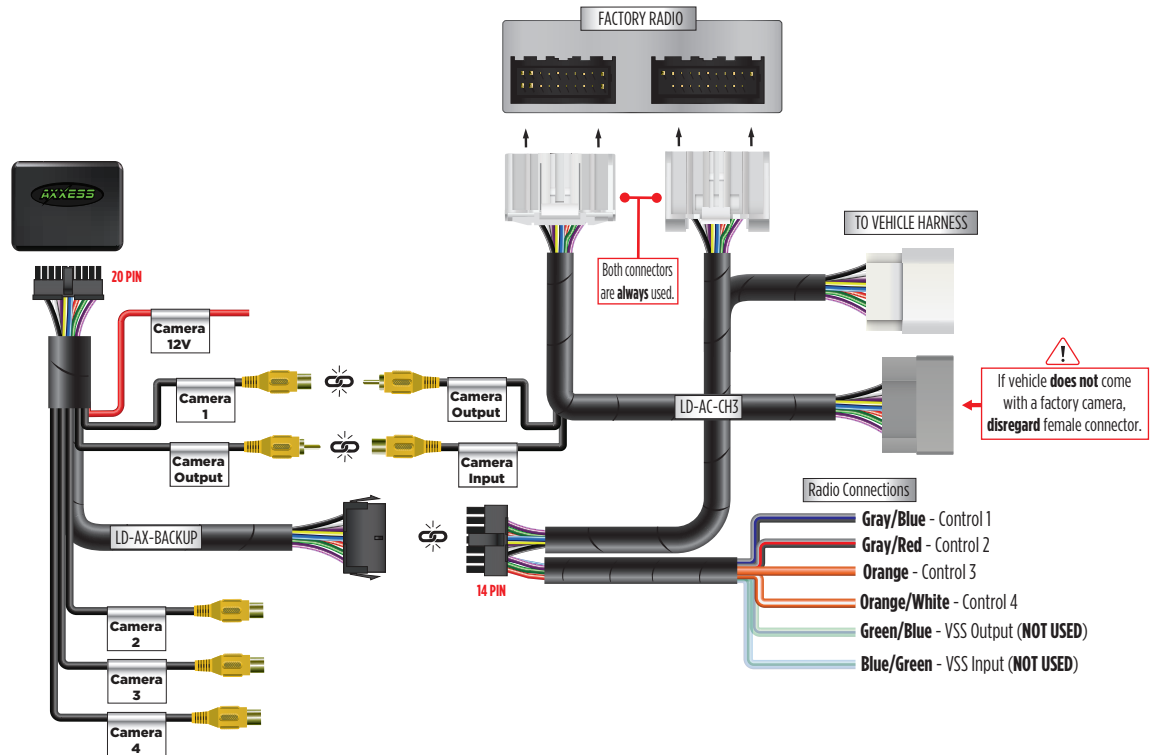 FACTORY RADIO
AXXESS
20 PIN
Camera
12V
Both connectors
are always used.
TO VEHICLE HARNESS
Camera
1
Camera
Output
LD-AC-CH3
If vehicle does not come
with a factory camera,
disregard female connector.
Camera
Output
Camera
Input
Radio Connections
LD-AX-BACKUP
14 PIN
Gray/Blue - Control 1
Gray/Red - Control 2
Orange - Control 3
Orange/White - Control 4
Green/Blue - VSS Output (NOT USED)
Blue/Green - VSS Input (NOT USED)
Camera
2
Camera
3
Camera
4